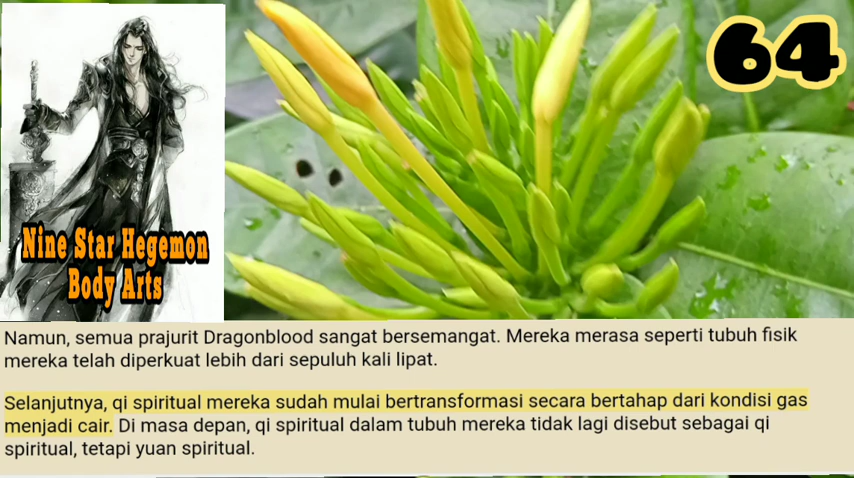 64
Nine Star Hegemon
Body Arts
Namun, semua prajurit Dragonblood sangat bersemangat. Mereka merasa seperti tubuh fisik
mereka telah diperkuat lebih dari sepuluh kali lipat.
Selanjutnya, qi spiritual mereka sudah mulai bertransformasi secara bertahap dari kondisi gas
menjadi cair. Di masa depan, qi spiritual dalam tubuh mereka tidak lagi disebut sebagai qi
spiritual, tetapi yuan spiritual.